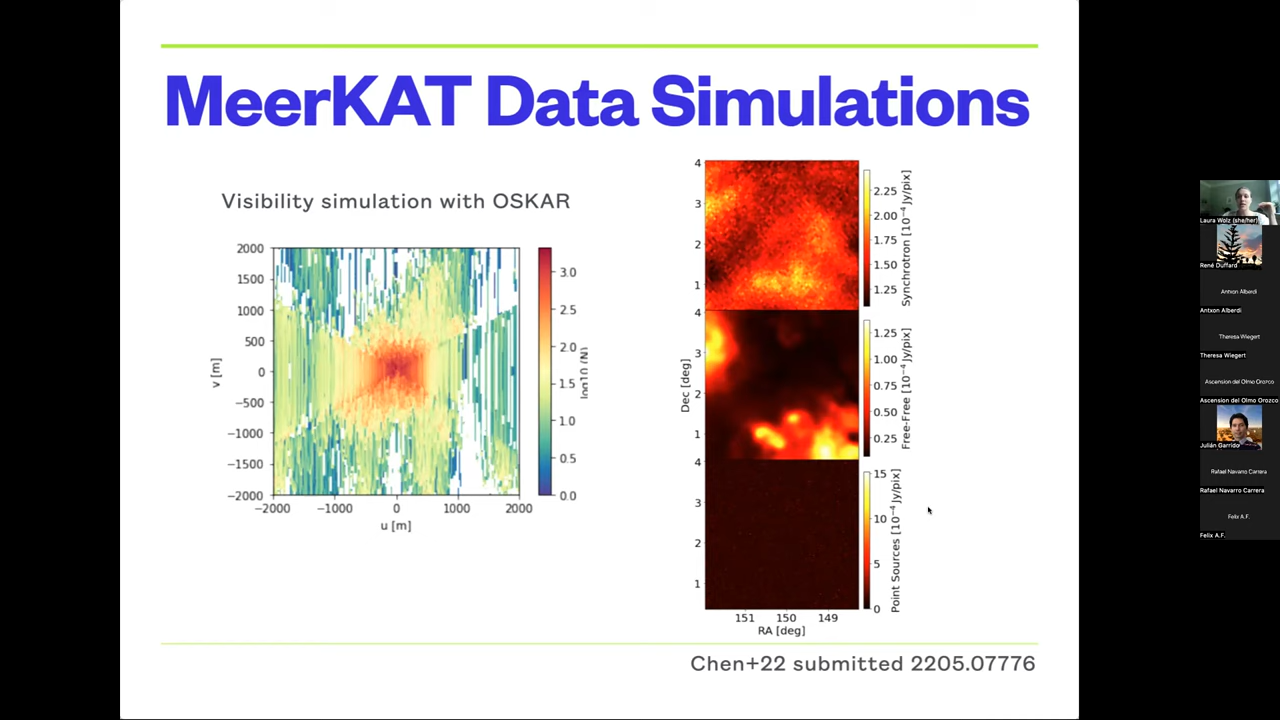 MeerKAT Data Simulations
Visibility simulation with OSKAR
2000
1500
1000
500
0
−500
−1000
−1500
−2000
v [m]
−2000 −1000 0 1000 2000
u [m]
3.0
2.5
2.0
1.5
1.0
0.5
0.0
4
3
2
1
4
3
2
1
4
3
2
1
Dec [deg]
151 150 149
RA [deg]
2.25
2.00
1.75
1.50
1.25
Synchrotron [10⁻⁴ Jy/pix]
1.25
1.00
0.75
0.50
0.25
Free-Free [10⁻⁴ Jy/pix]
15
10
5
0
Point Sources [10⁻⁴ Jy/pix]
Chen+22 submitted 2205.07776
Laura Wolz (she/her)
René Duffard
Antxon Alberdi
Antxon Alberdi
Theresa Wiegert
Theresa Wiegert
Ascension del Olmo Orozco
Ascension del Olmo Orozco
Julián Garrido
Rafael Navarro Carrera
Rafael Navarro Carrera
Felix A.F.
Felix A.F.